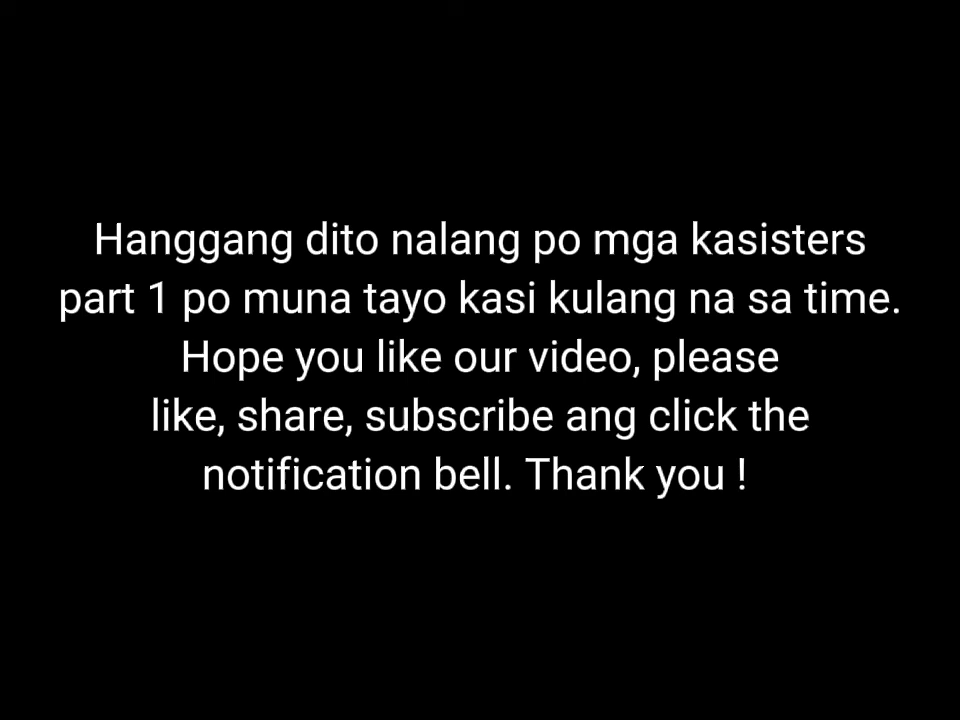 Hanggang dito nalang po mga kasisters
part 1 po muna tayo kasi kulang na sa time.
Hope you like our video, please
like, share, subscribe ang click the
notification bell. Thank you !